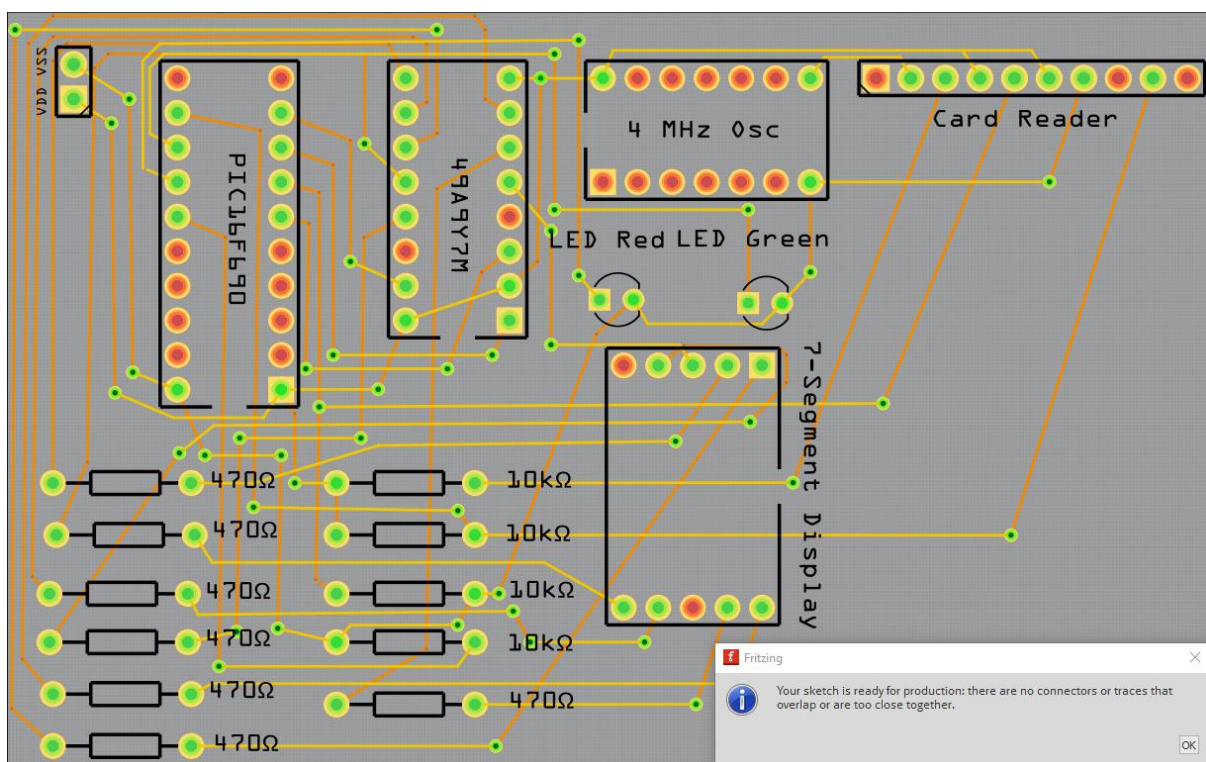 VDD VSS
PIC16F690
49A9Y7M
4 MHz Osc
Card Reader
LED Red
LED Green
7-Segment Display
470Ω
10kΩ
470Ω
10kΩ
470Ω
10kΩ
470Ω
10kΩ
470Ω
470Ω
470Ω
Fritzing
Your sketch is ready for production: there are no connectors or traces that
overlap or are too close together.
OK